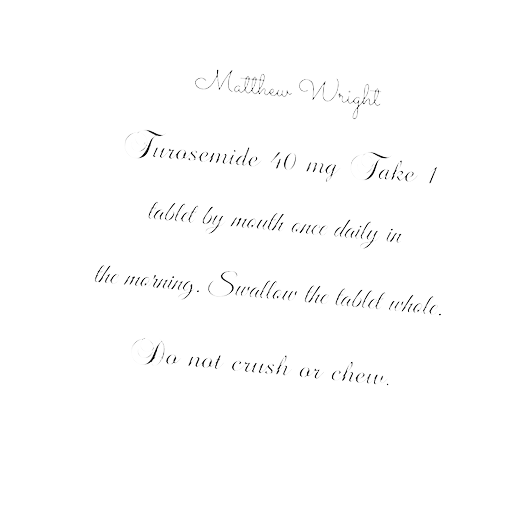 Matthew Wright
Furosemide 40 mg Take 1
tablet by mouth once daily in
the morning. Swallow the tablet whole.
Do not crush or chew.